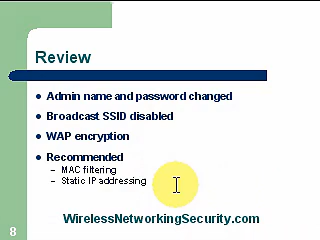 Review
Admin name and password changed
Broadcast SSID disabled
WAP encryption
Recommended
– MAC filtering
– Static IP addressing
WirelessNetworkingSecurity.com
8